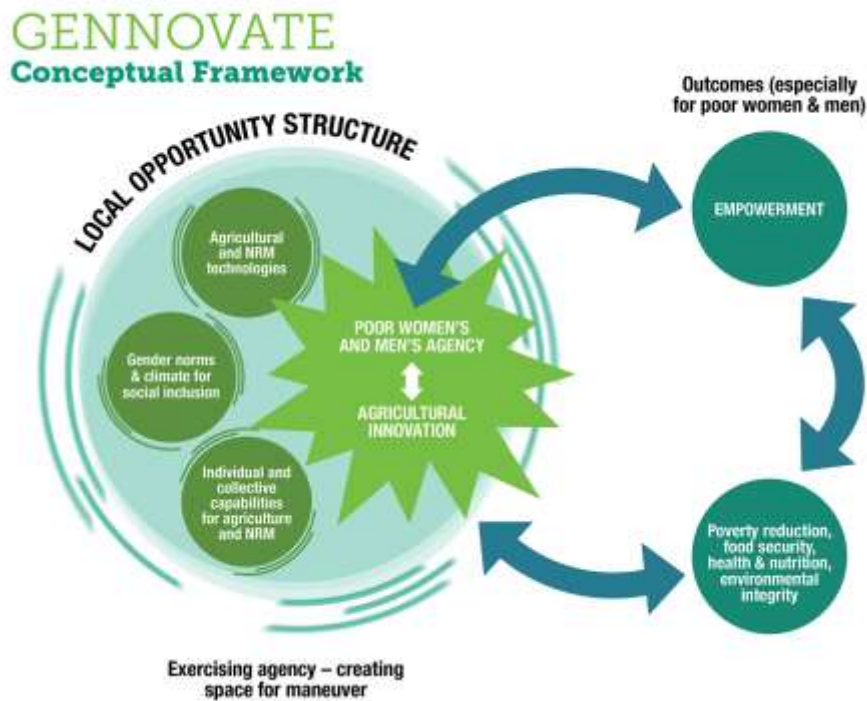 GENNOVATE
Conceptual Framework
Outcomes (especially
for poor women & men)
LOCAL OPPORTUNITY STRUCTURE
EMPOWERMENT
Agricultural
and NRM
technologies
POOR WOMEN'S
AND MEN'S AGENCY
AGRICULTURAL
INNOVATION
Gender norms
& climate for
social inclusion
Individual and
collective
capabilities
for agriculture
and NRM
Poverty reduction,
food security,
health & nutrition,
environmental
integrity
Exercising agency – creating
space for maneuver